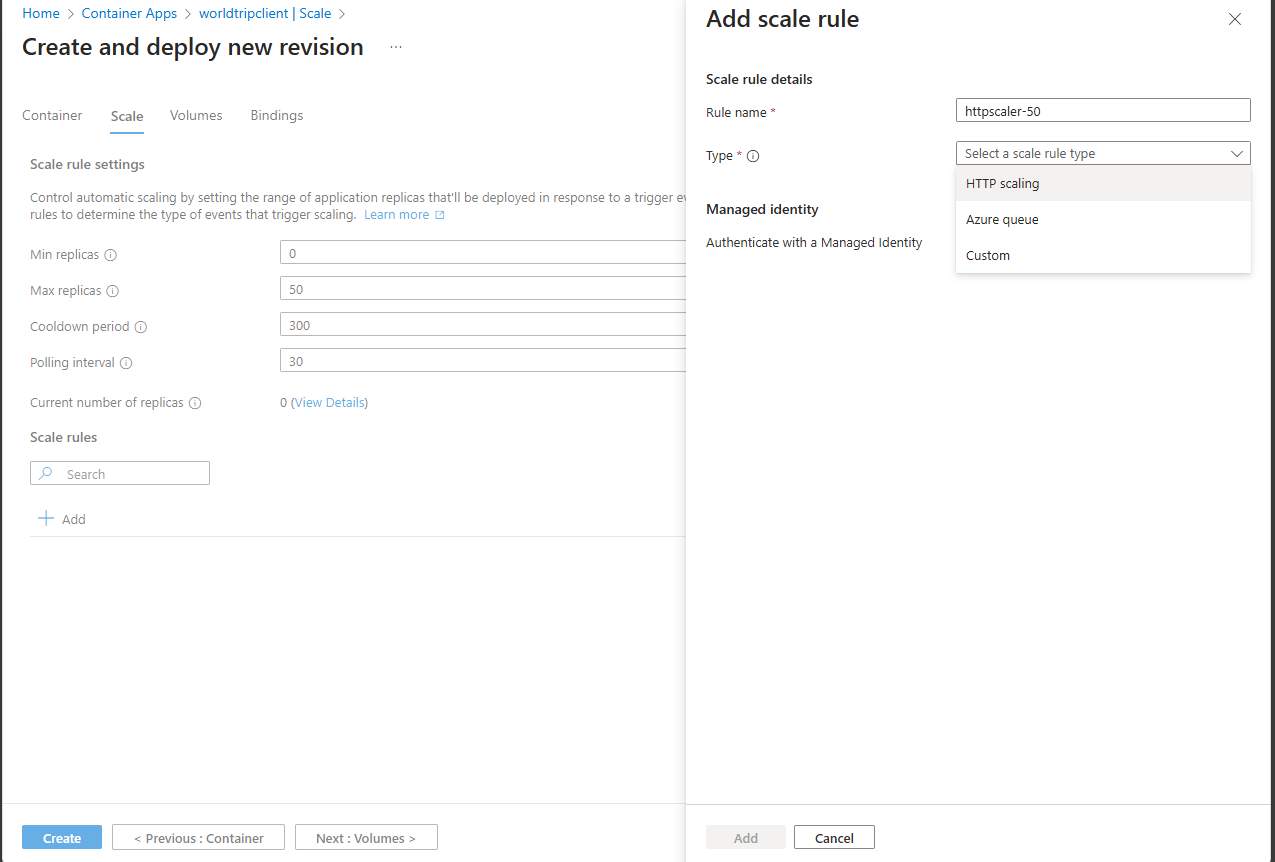 Home > Container Apps > worldtripclient | Scale >
Create and deploy new revision ...
Container Scale Volumes Bindings
Scale rule settings
Control automatic scaling by setting the range of application replicas that'll be deployed in response to a trigger
rules to determine the type of events that trigger scaling. Learn more
Min replicas 0
Max replicas 50
Cooldown period 300
Polling interval 30
Current number of replicas 0 (View Details)
Scale rules
Search
+ Add
Create < Previous : Container Next : Volumes >
Add scale rule
Scale rule details
Rule name * httpscaler-50
Type * Select a scale rule type
HTTP scaling
Azure queue
Custom
Managed identity
Authenticate with a Managed Identity
Add Cancel